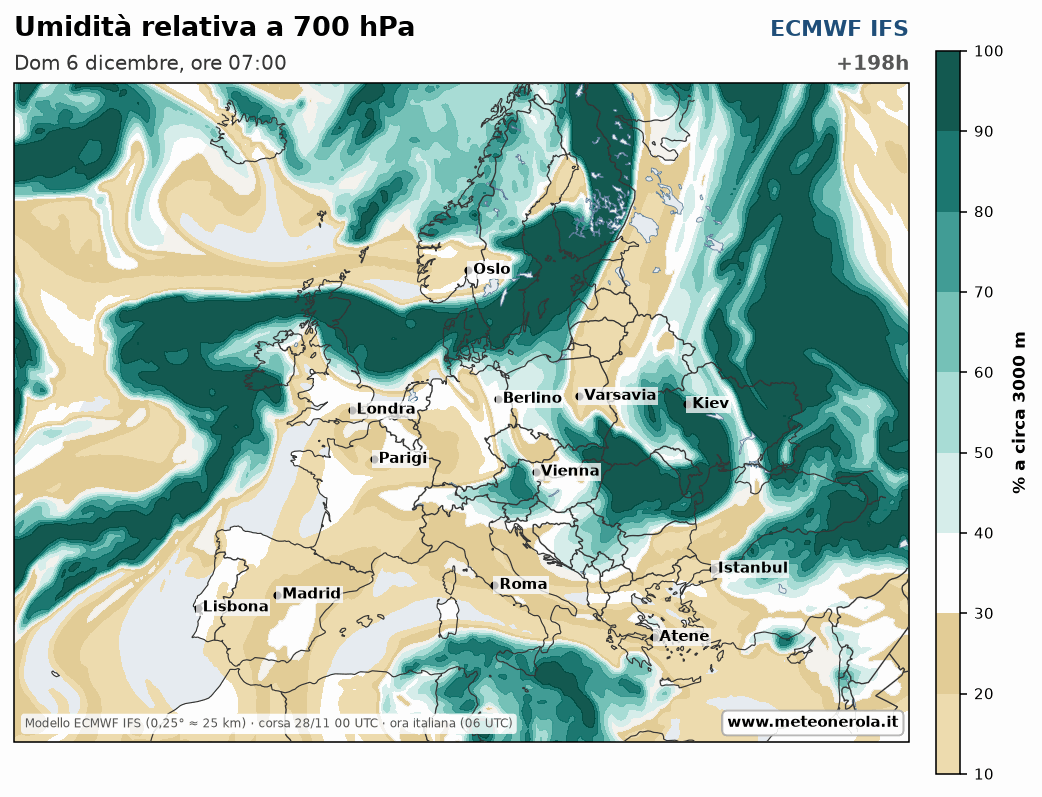 Umidità relativa a 700 hPa
ECMWF IFS
Dom 6 dicembre, ore 07:00
+198h
100
90
80
70
60
50
40
30
20
10
% a circa 3000 m
Oslo
Berlino
Varsavia
Kiev
Londra
Parigi
Vienna
Istanbul
Roma
Madrid
Lisbona
Atene
Modello ECMWF IFS (0,25° ≈ 25 km) · corsa 28/11 00 UTC · ora italiana (06 UTC)
www.meteonerola.it